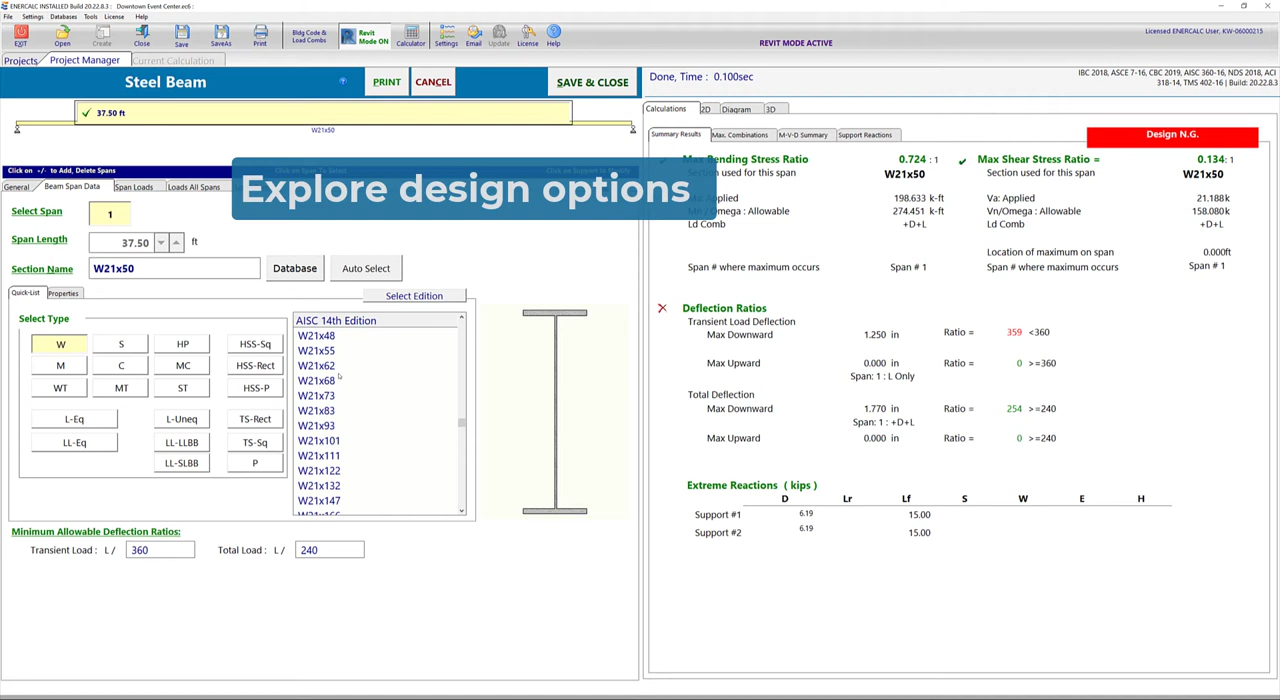 ENERCALC INSTALLED Build 20.22.8.3 : Downtown Event Center.ec6
File Settings Databases Tools License Help
EXIT Open Create Close Save SaveAs Print Bldg Code & Load Combs Revit Mode ON Calculator Settings Email Update License Help
REVIT MODE ACTIVE
Licensed ENERCALC User, KW-06000215
Projects Project Manager Current Calculation
Steel Beam
PRINT CANCEL SAVE & CLOSE
Done, Time : 0.100sec
IBC 2018, ASCE 7-16, CBC 2019, AISC 360-16, NDS 2018, ACI
318-14, TMS 402-16 | Build: 20.22.8.3
37.50 ft
W21x50
Click on +/- to Add, Delete Spans
Explore design options
General Beam Span Data Span Loads Loads All Spans
Select Span 1
Span Length 37.50 ft
Section Name W21x50 Database Auto Select
Quick-List Properties
Select Edition
Select Type
W S HP HSS-Sq
M C MC HSS-Rect
WT MT ST HSS-P
L-Eq L-Uneq TS-Rect
LL-Eq LL-LLBB TS-Sq
LL-SLBB P
AISC 14th Edition
W21x48
W21x55
W21x62
W21x68
W21x73
W21x83
W21x93
W21x101
W21x111
W21x122
W21x132
W21x147
Minimum Allowable Deflection Ratios:
Transient Load : L / 360 Total Load : L / 240
Calculations 2D Diagram 3D
Summary Results Max. Combinations M-V-D Summary Support Reactions
Design N.G.
Bending Stress Ratio 0.724 : 1 Max Shear Stress Ratio = 0.134 : 1
Section used for this span W21x50 Section used for this span W21x50
Applied 198.633 k-ft Va: Applied 21.188k
Mn / Omega : Allowable 274.451 k-ft Vn/Omega : Allowable 158.080k
Ld Comb +D+L Ld Comb +D+L
Location of maximum on span 0.000ft
Span # where maximum occurs Span # 1 Span # where maximum occurs Span # 1
Deflection Ratios
Transient Load Deflection
Max Downward 1.250 in Ratio = 359 <360
Max Upward 0.000 in Ratio = 0 >=360
Span: 1 : L Only
Total Deflection
Max Downward 1.770 in Ratio = 254 >=240
Span: 1 : +D+L
Max Upward 0.000 in Ratio = 0 >=240
Extreme Reactions ( kips )
D Lr Lf S W E H
Support #1 6.19 15.00
Support #2 6.19 15.00